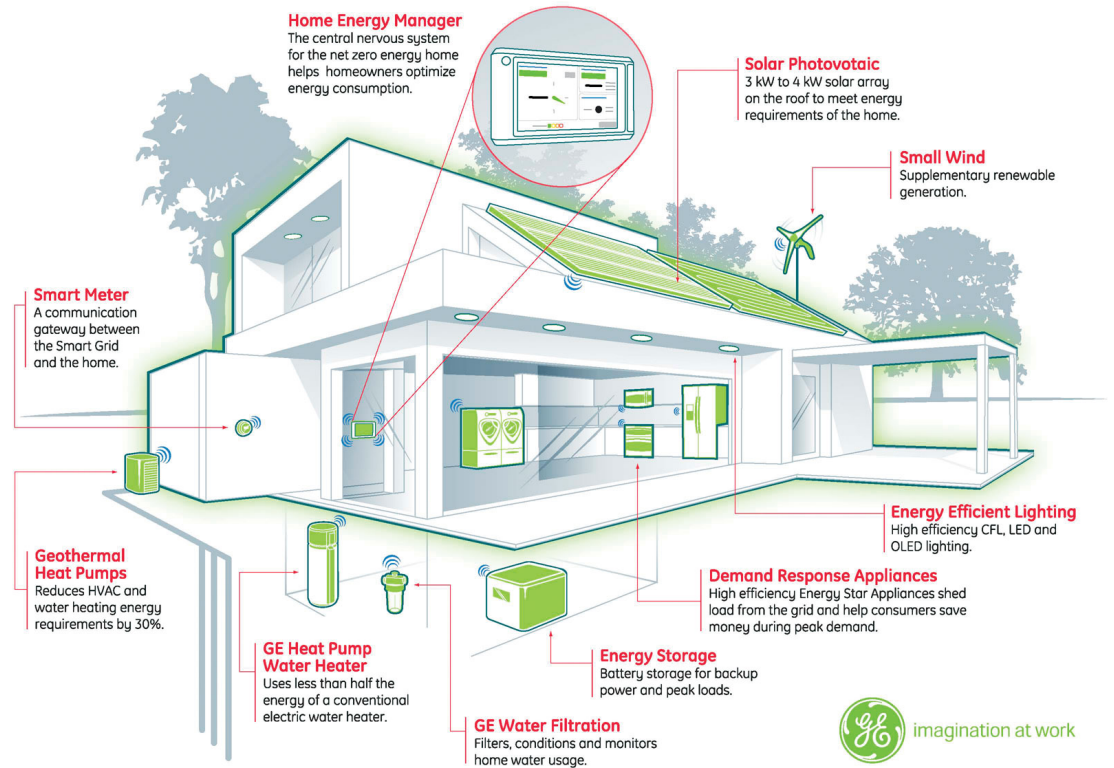 Home Energy Manager
The central nervous system
for the net zero energy home
helps homeowners optimize
energy consumption.
Solar Photovotaic
3 kW to 4 kW solar array
on the roof to meet energy
requirements of the home.
Small Wind
Supplementary renewable
generation.
Smart Meter
A communication
gateway between
the Smart Grid
and the home.
Geothermal
Heat Pumps
Reduces HVAC and
water heating energy
requirements by 30%.
GE Heat Pump
Water Heater
Uses less than half the
energy of a conventional
electric water heater.
GE Water Filtration
Filters, conditions and monitors
home water usage.
Energy Storage
Battery storage for backup
power and peak loads.
Demand Response Appliances
High efficiency Energy Star Appliances shed
load from the grid and help consumers save
money during peak demand.
Energy Efficient Lighting
High efficiency CFL, LED and
OLED lighting.
GE imagination at work